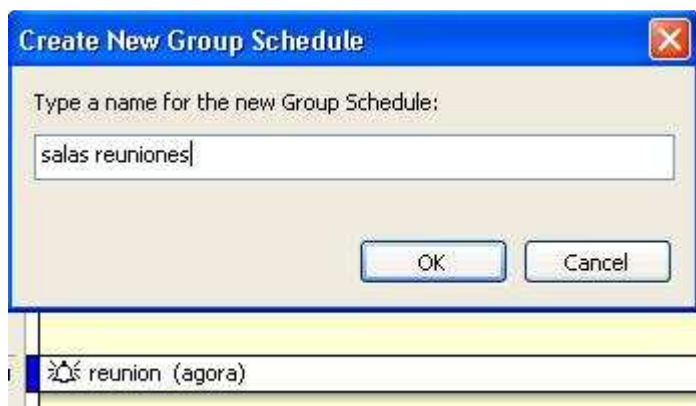 Create New Group Schedule
Type a name for the new Group Schedule:
salas reuniones
OK Cancel
reunion (agora)